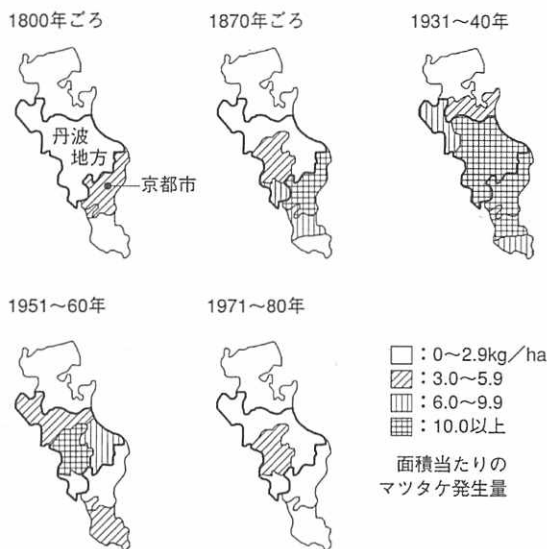 1800年ごろ
1870年ごろ
1931〜40年
丹波
地方
京都市
1951〜60年
1971〜80年
：0〜2.9kg／ha
：3.0〜5.9
：6.0〜9.9
：10.0以上
面積当たりの
マツタケ発生量